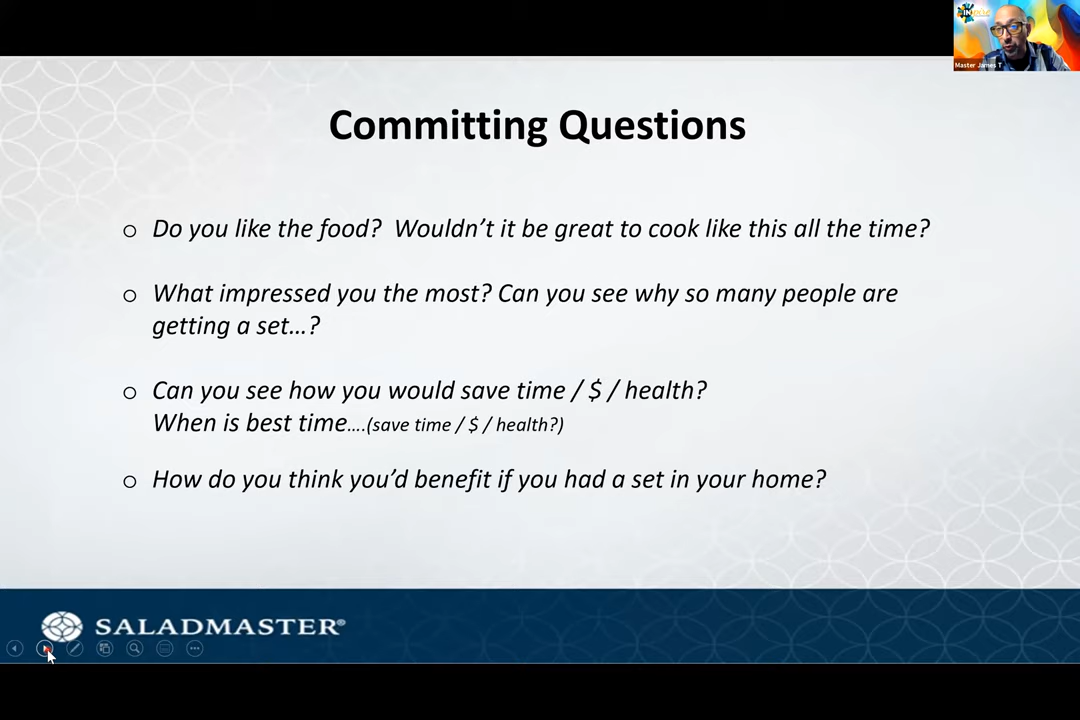 Master James T
Committing Questions
o Do you like the food?  Wouldn’t it be great to cook like this all the time?
o What impressed you the most? Can you see why so many people are
getting a set…?
o Can you see how you would save time / $ / health?
When is best time….(save time / $ / health?)
o How do you think you’d benefit if you had a set in your home?
SALADMASTER®